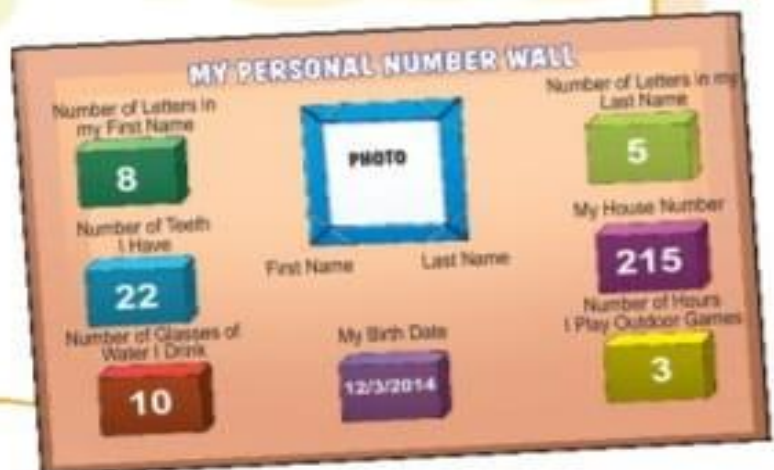 MY PERSONAL NUMBER WALL
Number of Letters in
my First Name
8
Number of Teeth
I Have
22
Number of Glasses of
Water I Drink
10
PHOTO
First Name Last Name
My Birth Date
12/3/2014
Number of Letters in my
Last Name
5
My House Number
215
Number of Hours
I Play Outdoor Games
3